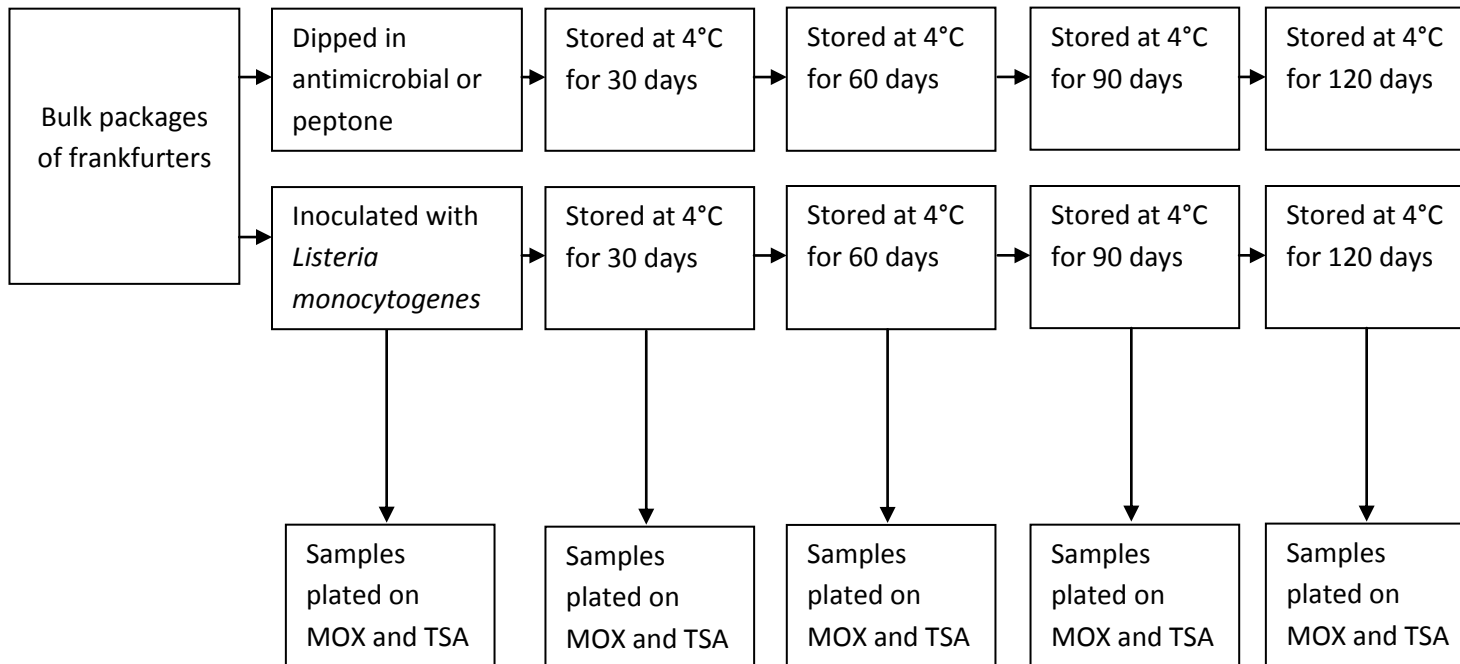 Bulk packages
of frankfurters
Dipped in
antimicrobial or
peptone
Stored at 4°C
for 30 days
Stored at 4°C
for 60 days
Stored at 4°C
for 90 days
Stored at 4°C
for 120 days
Inoculated with
Listeria
monocytogenes
Stored at 4°C
for 30 days
Stored at 4°C
for 60 days
Stored at 4°C
for 90 days
Stored at 4°C
for 120 days
Samples
plated on
MOX and TSA
Samples
plated on
MOX and TSA
Samples
plated on
MOX and TSA
Samples
plated on
MOX and TSA
Samples
plated on
MOX and TSA